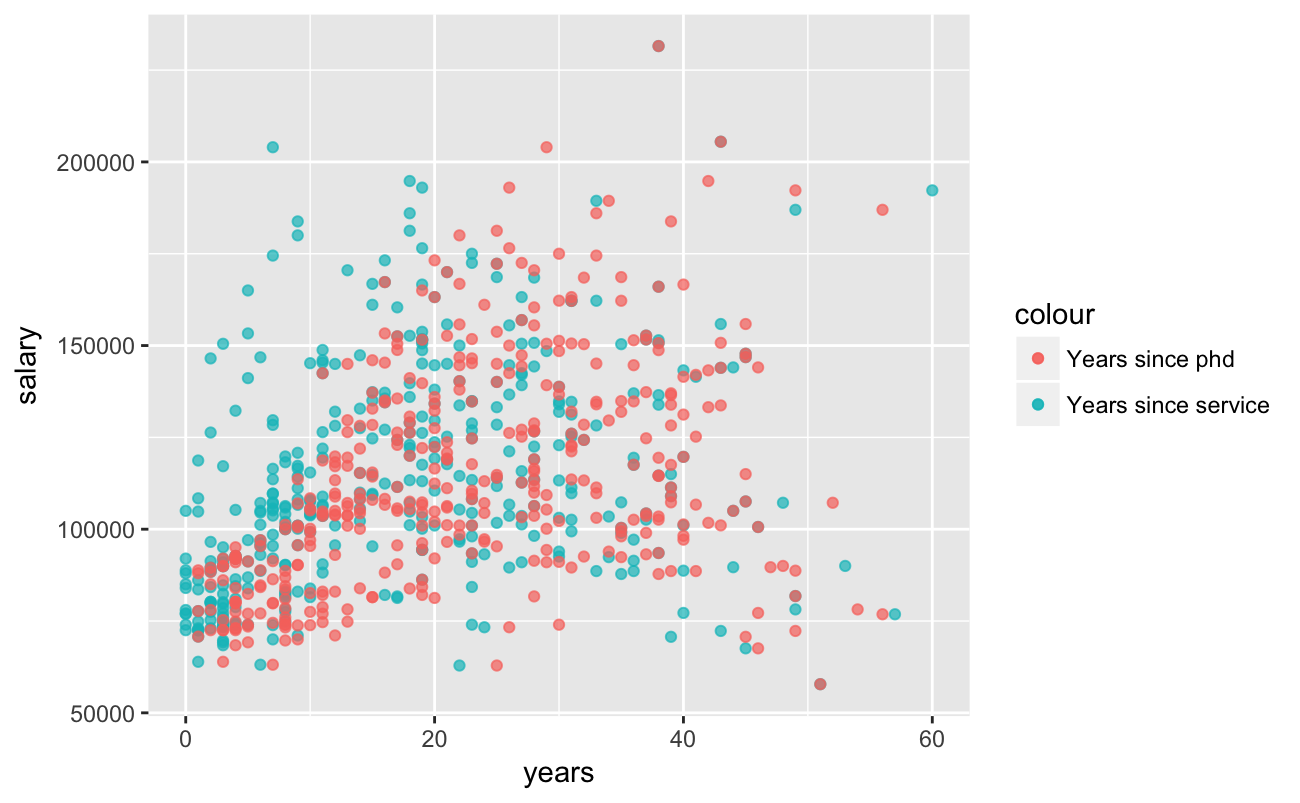 salary
200000
150000
100000
50000
0 20 40 60
years
colour
Years since phd
Years since service